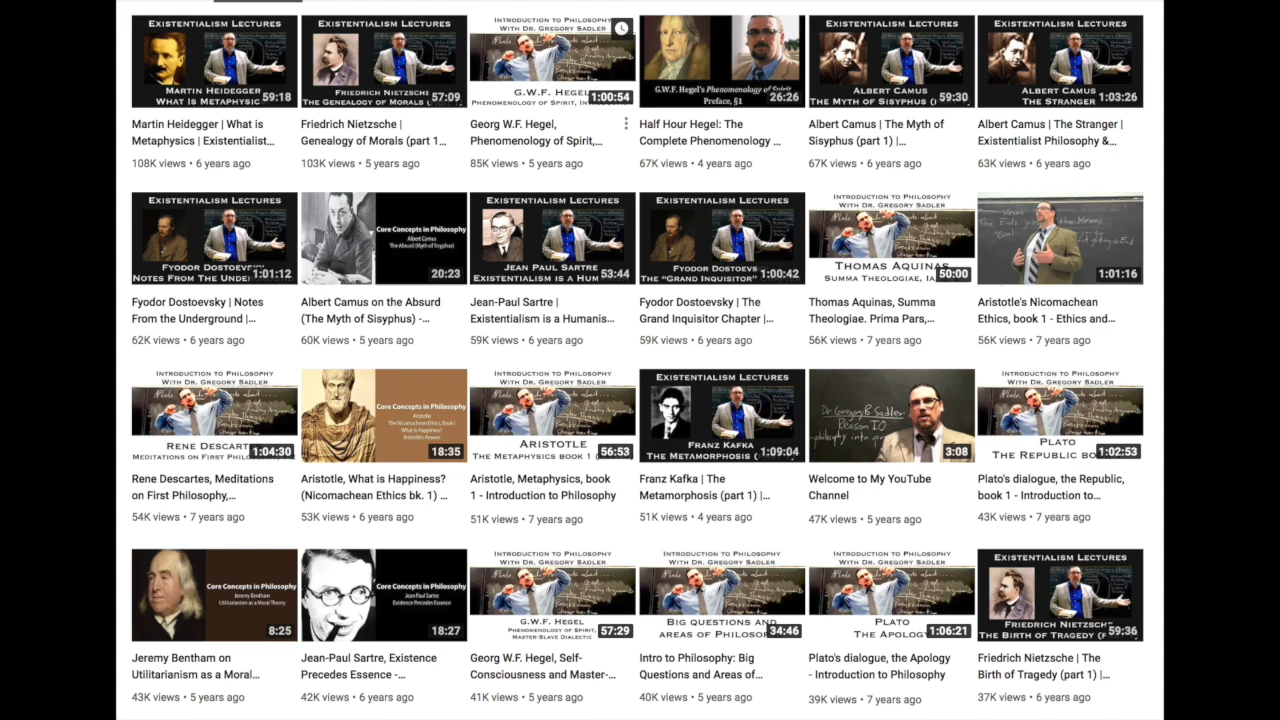 EXISTENTIALISM LECTURES
MARTIN HEIDEGGER
WHAT IS METAPHYSIC
59:18
Martin Heidegger | What is
Metaphysics | Existentialist...
108K views • 6 years ago
EXISTENTIALISM LECTURES
FRIEDRICH NIETZSCHE
THE GENEALOGY OF MORALS
57:09
Friedrich Nietzsche |
Genealogy of Morals (part 1...
103K views • 5 years ago
INTRODUCTION TO PHILOSOPHY
WITH DR. GREGORY SADLER
G.W.F. HEGEL
PHENOMENOLOGY OF SPIRIT,
1:00:54
Georg W.F. Hegel,
Phenomenology of Spirit,...
85K views • 5 years ago
G.W.F. Hegel's Phenomenology of Spirit
Preface, §1
26:26
Half Hour Hegel: The
Complete Phenomenology ...
67K views • 4 years ago
EXISTENTIALISM LECTURES
ALBERT CAMUS
THE MYTH OF SISYPHUS (
59:30
Albert Camus | The Myth of
Sisyphus (part 1) |...
67K views • 6 years ago
EXISTENTIALISM LECTURES
ALBERT CAMUS
THE STRANGER
1:03:26
Albert Camus | The Stranger |
Existentialist Philosophy &...
63K views • 6 years ago
EXISTENTIALISM LECTURES
FYODOR DOSTOEVSKY
NOTES FROM THE UNDE
1:01:12
Fyodor Dostoevsky | Notes
From the Underground |...
62K views • 6 years ago
Core Concepts in Philosophy
Albert Camus
The Absurd (Myth of Sisyphus)
20:23
Albert Camus on the Absurd
(The Myth of Sisyphus) -...
60K views • 5 years ago
EXISTENTIALISM LECTURES
JEAN PAUL SARTRE
EXISTENTIALISM IS A HUM
53:44
Jean-Paul Sartre |
Existentialism is a Humanis...
59K views • 6 years ago
EXISTENTIALISM LECTURES
FYODOR DOSTOEVS
THE "GRAND INQUISITOR"
1:00:42
Fyodor Dostoevsky | The
Grand Inquisitor Chapter |...
59K views • 6 years ago
INTRODUCTION TO PHILOSOPHY
WITH DR. GREGORY SADLER
THOMAS AQUINAS
SUMMA THEOLOGIAE, IA
50:00
Thomas Aquinas, Summa
Theologiae. Prima Pars,...
56K views • 7 years ago
1:01:16
Aristotle's Nicomachean
Ethics, book 1 - Ethics and...
56K views • 7 years ago
INTRODUCTION TO PHILOSOPHY
WITH DR. GREGORY SADLER
RENE DESCART
MEDITATIONS ON FIRST PHILO
1:04:30
Rene Descartes, Meditations
on First Philosophy,...
54K views • 7 years ago
Core Concepts in Philosophy
Aristotle
The Nicomachean Ethics, Book I
What is Happiness?
Aristotle's Answer
18:35
Aristotle, What is Happiness?
(Nicomachean Ethics bk. 1) ...
53K views • 6 years ago
INTRODUCTION TO PHILOSOPHY
WITH DR. GREGORY SADLER
ARISTOTLE
THE METAPHYSICS BOOK 1 (
56:53
Aristotle, Metaphysics, book
1 - Introduction to Philosophy
51K views • 7 years ago
EXISTENTIALISM LECTURES
FRANZ KAFKA
THE METAMORPHOSIS (
1:09:04
Franz Kafka | The
Metamorphosis (part 1) |...
51K views • 4 years ago
Dr Gregory B Sadler
Reason IO
philosophy into pr
3:08
Welcome to My YouTube
Channel
47K views • 5 years ago
INTRODUCTION TO PHILOSOPHY
WITH DR. GREGORY SADLER
PLATO
THE REPUBLIC BO
1:02:53
Plato's dialogue, the Republic,
book 1 - Introduction to...
43K views • 7 years ago
Core Concepts in Philosophy
Jeremy Bentham
Utilitarianism as a Moral Theory
8:25
Jeremy Bentham on
Utilitarianism as a Moral...
43K views • 5 years ago
Core Concepts in Philosophy
Jean Paul Sartre
Existence Precedes Essence
18:27
Jean-Paul Sartre, Existence
Precedes Essence -...
42K views • 6 years ago
INTRODUCTION TO PHILOSOPHY
WITH DR. GREGORY SADLER
G.W.F. HEGEL
PHENOMENOLOGY OF SPIRIT,
MASTER-SLAVE DIALECTIC
57:29
Georg W.F. Hegel, Self-
Consciousness and Master-...
41K views • 5 years ago
INTRODUCTION TO PHILOSOPHY
WITH DR. GREGORY SADLER
BIG QUESTIONS AND
AREAS OF PHILOSO
34:46
Intro to Philosophy: Big
Questions and Areas of...
40K views • 5 years ago
INTRODUCTION TO PHILOSOPHY
WITH DR. GREGORY SADLER
PLATO
THE APOLOG
1:06:21
Plato's dialogue, the Apology
- Introduction to Philosophy
39K views • 7 years ago
EXISTENTIALISM LECTURES
FRIEDRICH NIETZSCHE
THE BIRTH OF TRAGEDY (
59:36
Friedrich Nietzsche | The
Birth of Tragedy (part 1) |...
37K views • 6 years ago